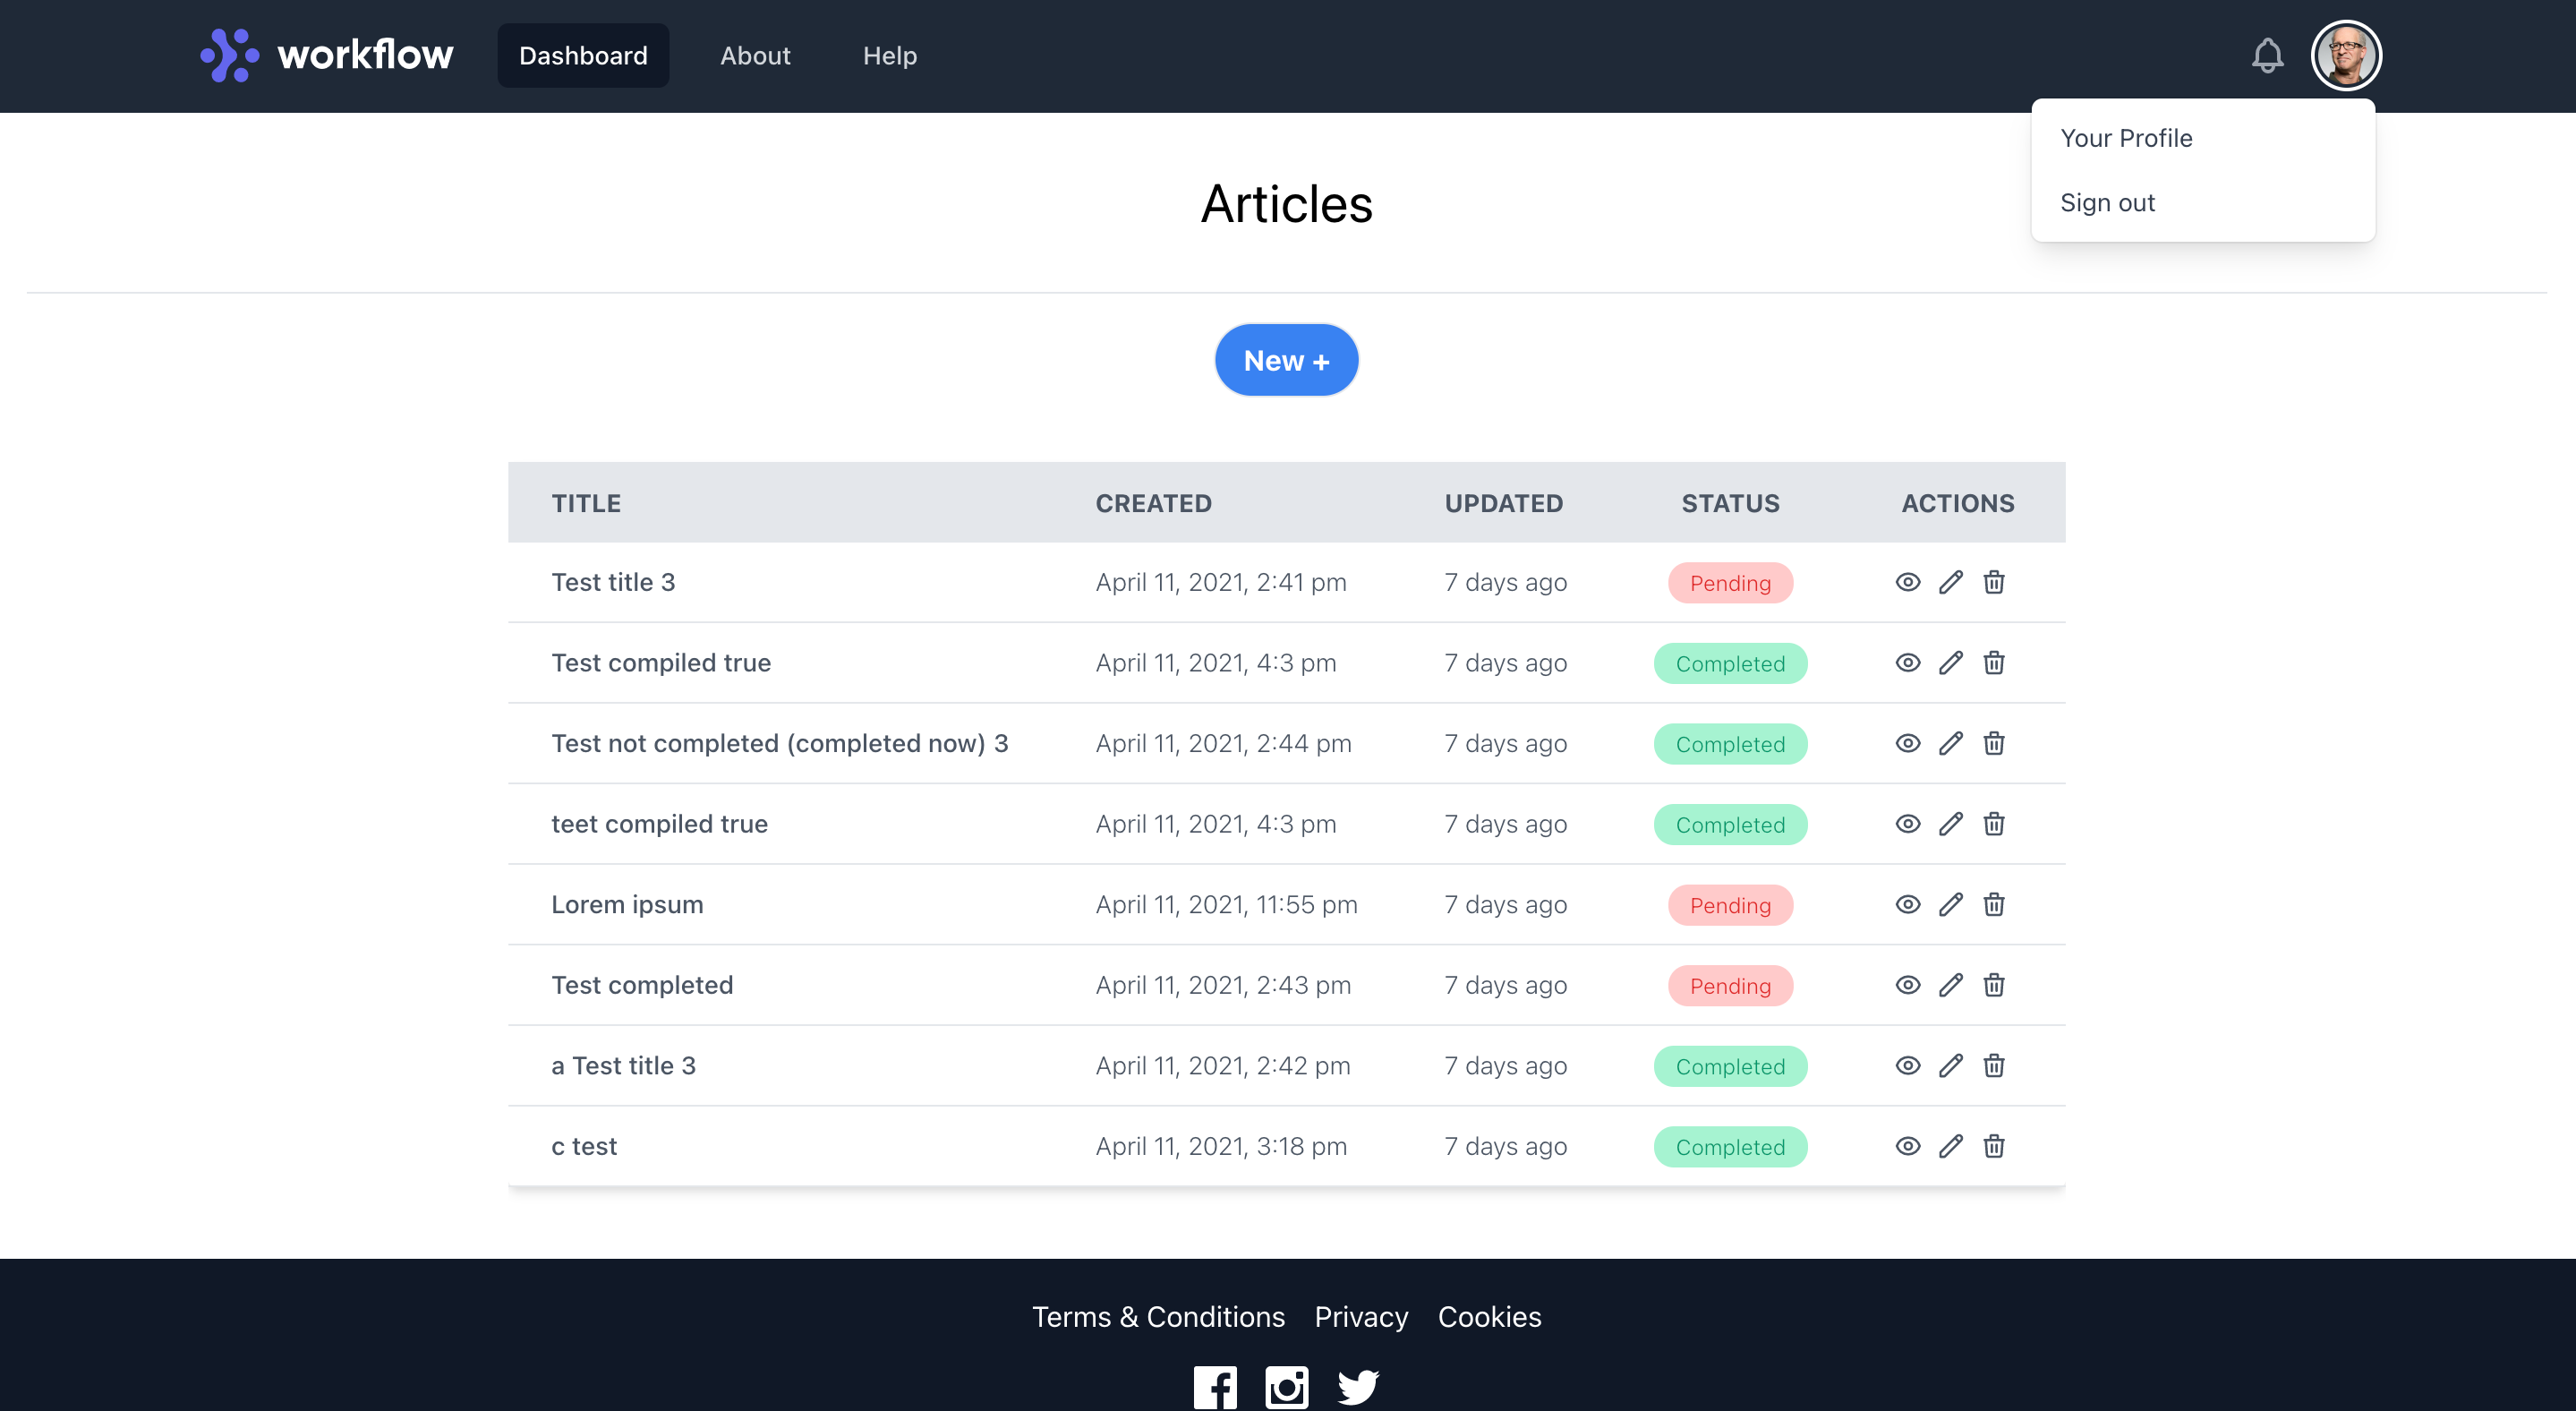 workflow Dashboard About Help
Your Profile
Sign out
Articles
New +
TITLE CREATED UPDATED STATUS ACTIONS
Test title 3 April 11, 2021, 2:41 pm 7 days ago Pending
Test compiled true April 11, 2021, 4:3 pm 7 days ago Completed
Test not completed (completed now) 3 April 11, 2021, 2:44 pm 7 days ago Completed
teet compiled true April 11, 2021, 4:3 pm 7 days ago Completed
Lorem ipsum April 11, 2021, 11:55 pm 7 days ago Pending
Test completed April 11, 2021, 2:43 pm 7 days ago Pending
a Test title 3 April 11, 2021, 2:42 pm 7 days ago Completed
c test April 11, 2021, 3:18 pm 7 days ago Completed
Terms & Conditions Privacy Cookies